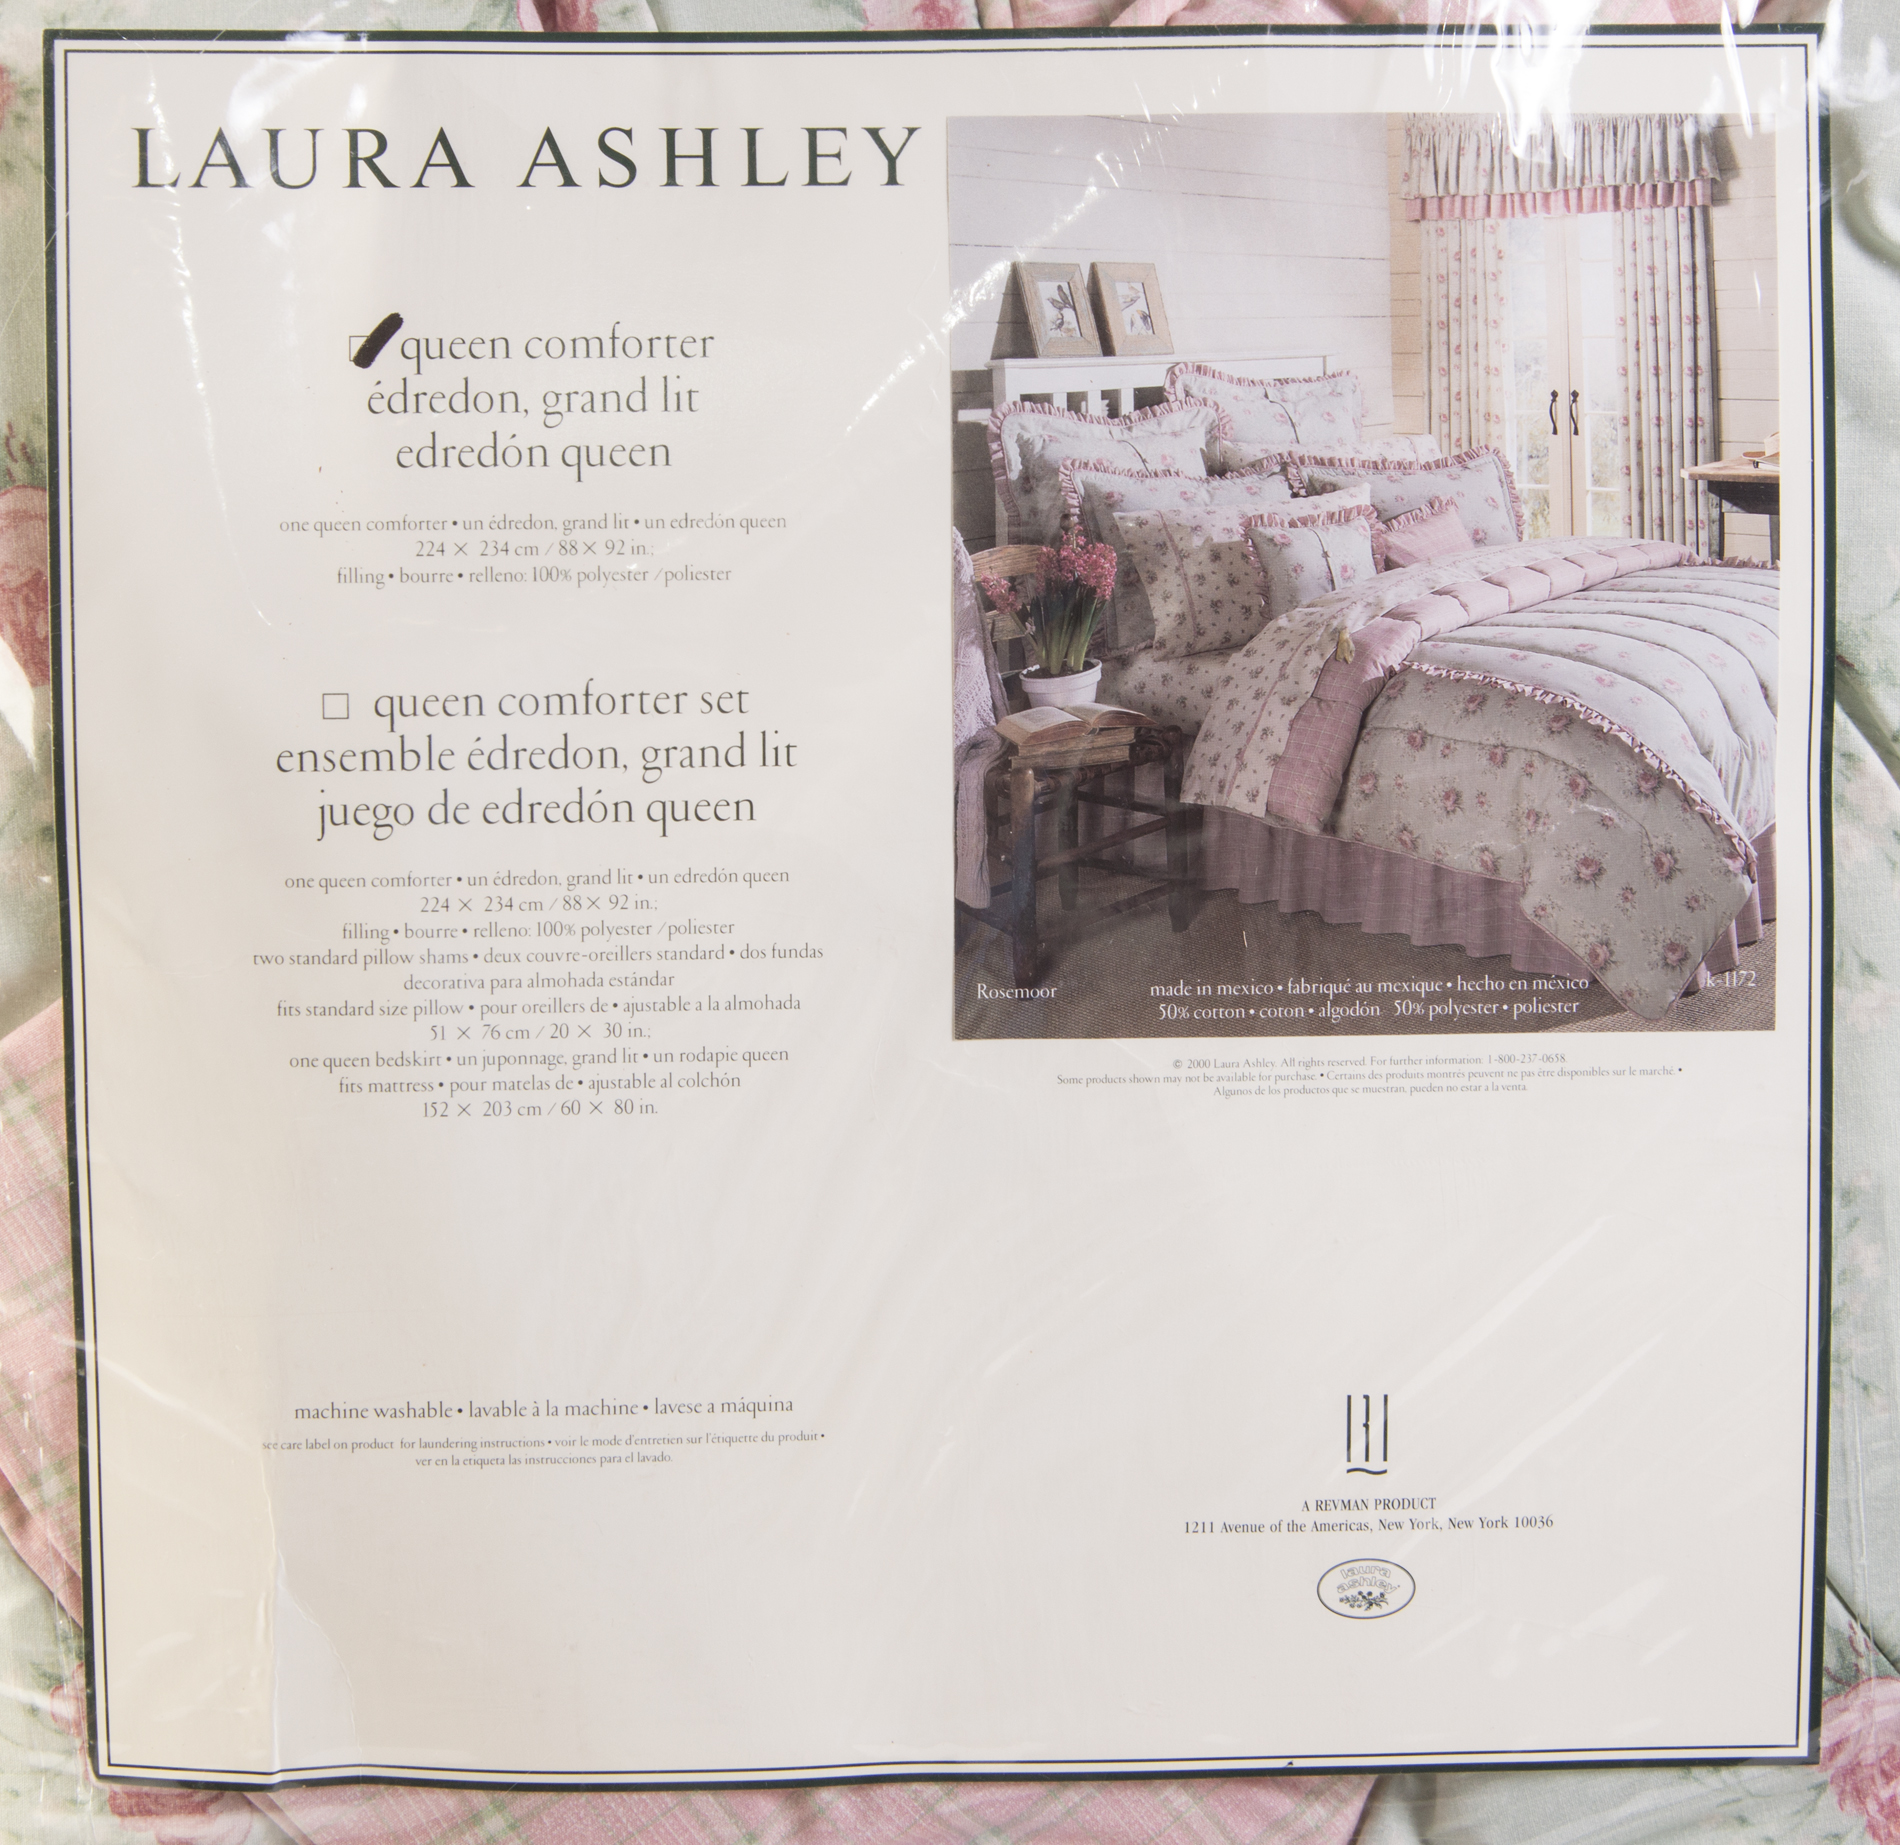 LAURA ASHLEY
queen comforter
édredon, grand lit
edredón queen
one queen comforter • un édredon, grand lit • un edredón queen
224 × 234 cm / 88 × 92 in.;
filling • bourre • relleno: 100% polyester / poliester
queen comforter set
ensemble édredon, grand lit
juego de edredón queen
one queen comforter • un édredon, grand lit • un edredón queen
224 × 234 cm / 88 × 92 in.;
filling • bourre • relleno: 100% polyester / poliester
two standard pillow shams • deux couvre-oreillers standard • dos fundas
decorativa para almohada estándar
fits standard size pillow • pour oreillers de • ajustable a la almohada
51 × 76 cm / 20 × 30 in.;
one queen bedskirt • un juponnage, grand lit • un rodapie queen
fits mattress • pour matelas de • ajustable al colchón
152 × 203 cm / 60 × 80 in.
machine washable • lavable à la machine • lavese a máquina
see care label on product for laundering instructions • voir le mode d'entretien sur l'étiquette du produit •
ver en la etiqueta las instrucciones para el lavado.
Rosemoor
made in mexico • fabriqué au mexique • hecho en méxico
50% cotton • coton • algodón 50% polyester • poliester
k-1172
© 2000 Laura Ashley. All rights reserved. For further information: 1-800-237-0658.
Some products shown may not be available for purchase. • Certains des produits montrés peuvent ne pas être disponibles sur le marché. •
Algunos de los productos que se muestran, pueden no estar a la venta.
A REVMAN PRODUCT
1211 Avenue of the Americas, New York, New York 10036
laura
ashley